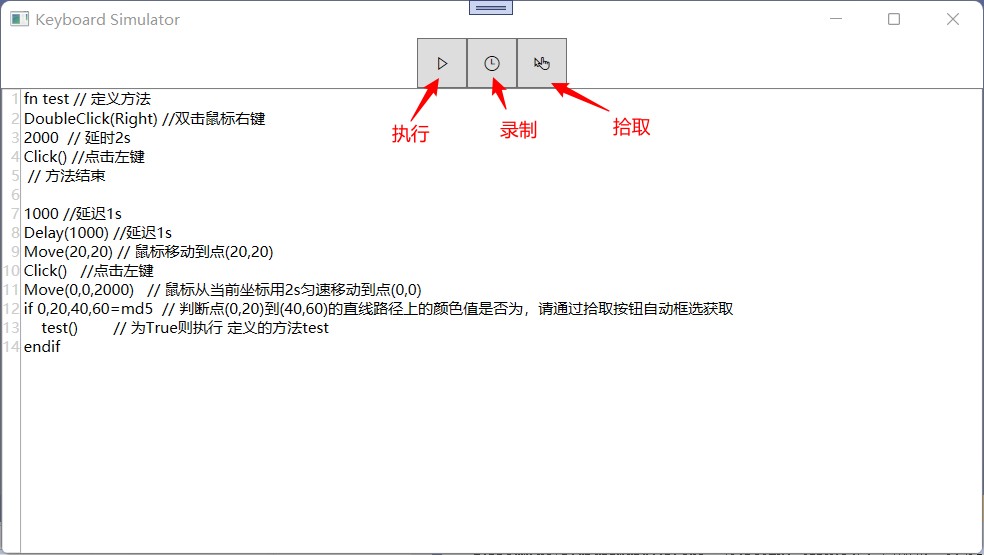 Keyboard Simulator
执行
录制
拾取
1 fn test // 定义方法
2 DoubleClick(Right) //双击鼠标右键
3 2000  // 延时2s
4 Click() //点击左键
5  // 方法结束
6
7 1000 //延迟1s
8 Delay(1000) //延迟1s
9 Move(20,20) // 鼠标移动到点(20,20)
10 Click()   //点击左键
11 Move(0,0,2000)   // 鼠标从当前坐标用2s匀速移动到点(0,0)
12 if 0,20,40,60=md5  // 判断点(0,20)到(40,60)的直线路径上的颜色值是否为，请通过拾取按钮自动框选获取
13     test()        // 为True则执行 定义的方法test
14 endif